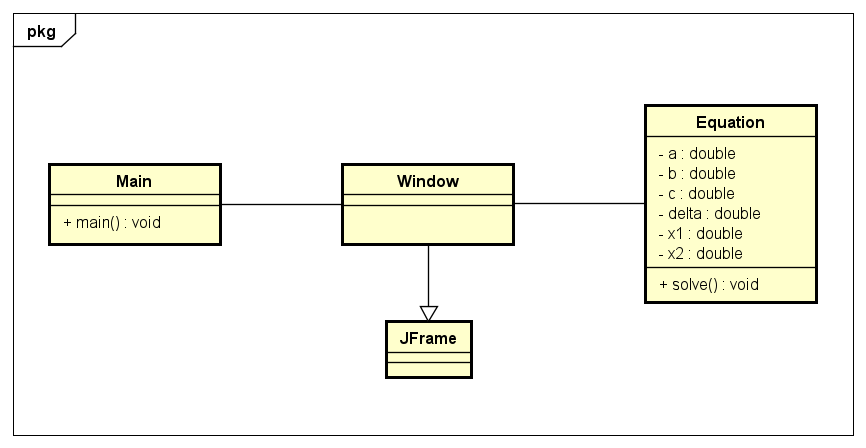 pkg
Main
+ main() : void
Window
JFrame
Equation
- a : double
- b : double
- c : double
- delta : double
- x1 : double
- x2 : double
+ solve() : void